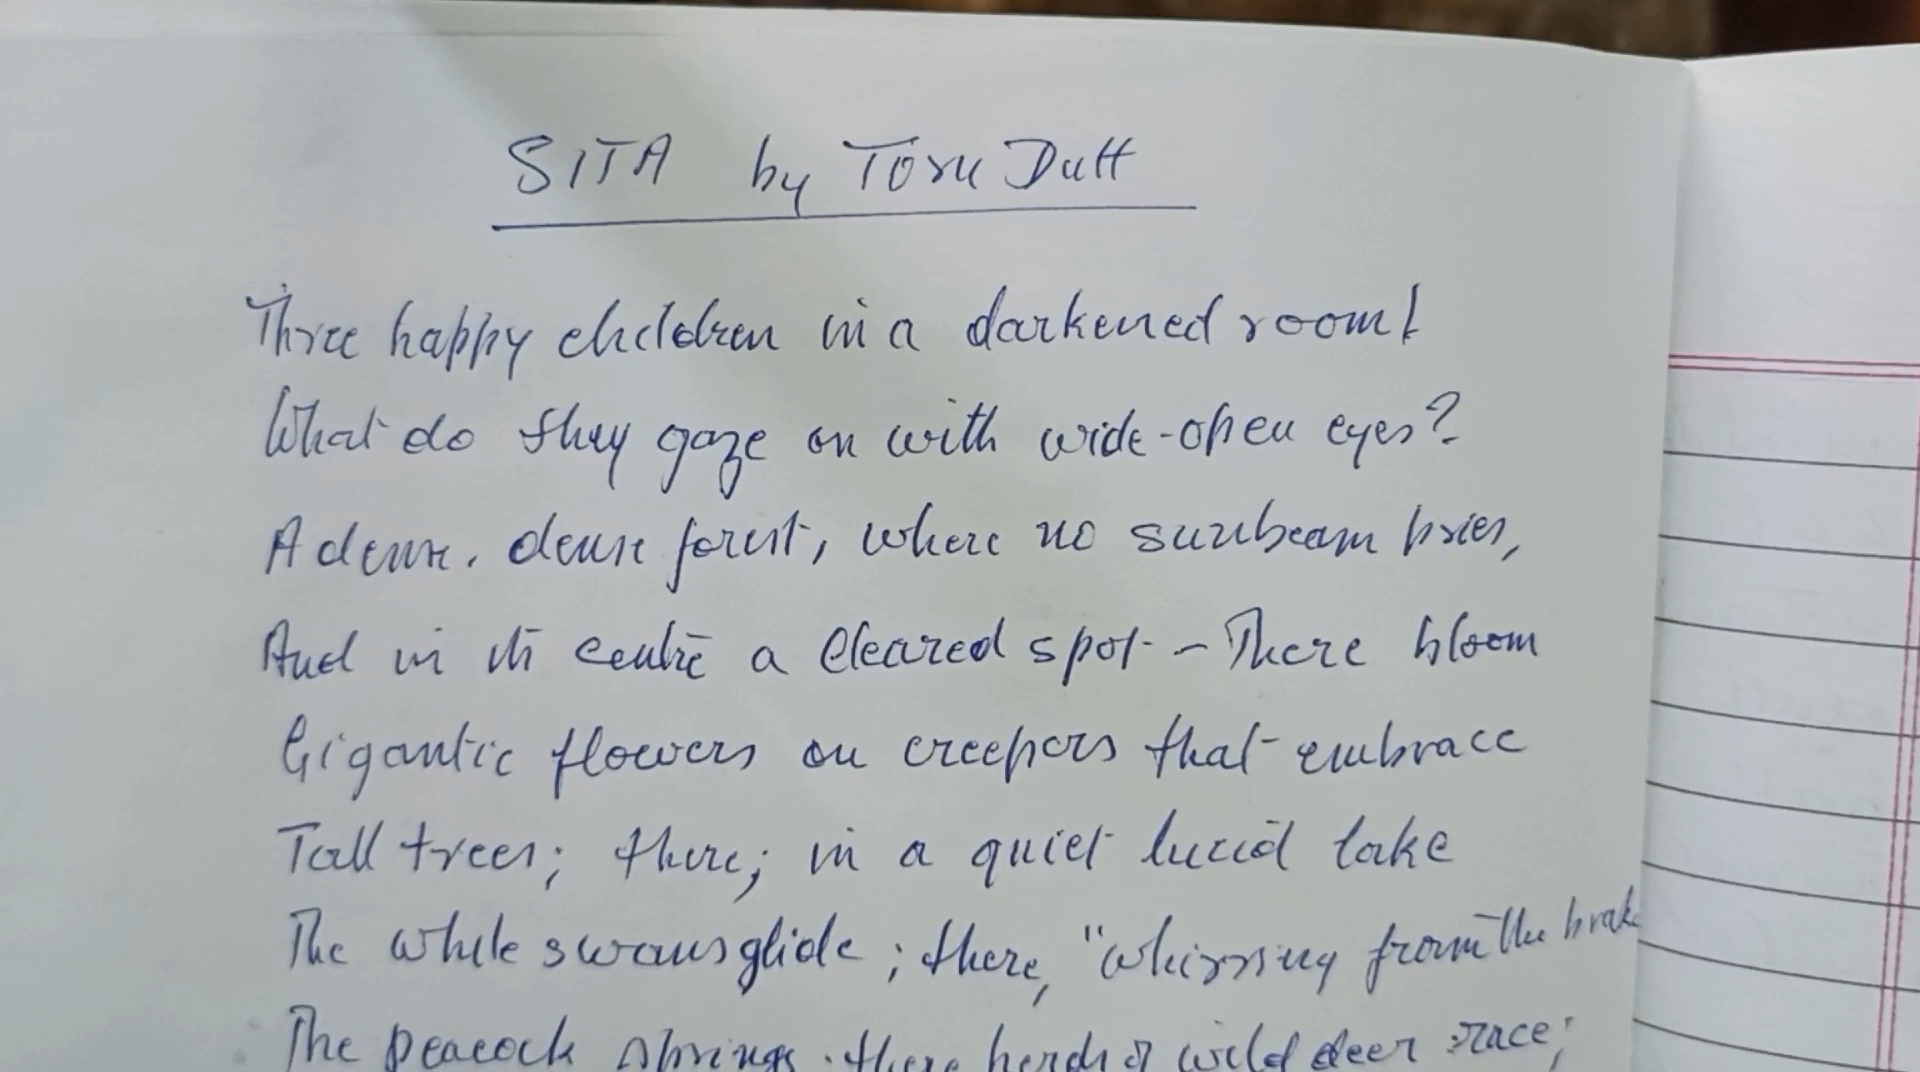 SITA by Toru Dutt
Three happy children in a darkened room!
What do they gaze on with wide-open eyes?
A dense, dense forest, where no sunbeam pries,
And in its centre a cleared spot - There bloom
Gigantic flowers on creepers that embrace
Tall trees; there; in a quiet lucid lake
The white swans glide; there, "whirring from the brake
The peacock springs, there herds of wild deer race;